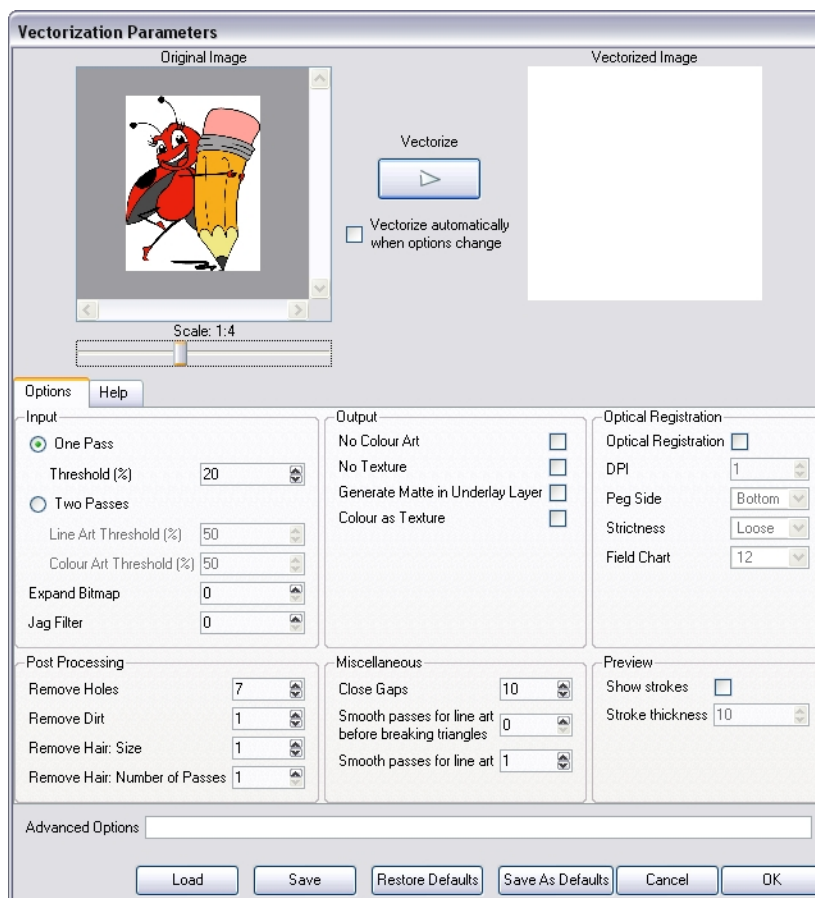 Vectorization Parameters
Original Image
Vectorized Image
Vectorize
Vectorize automatically
when options change
Scale: 1:4
Options
Help
Input
One Pass
Threshold (%) 20
Two Passes
Line Art Threshold (%) 50
Colour Art Threshold (%) 50
Expand Bitmap 0
Jag Filter 0
Output
No Colour Art
No Texture
Generate Matte in Underlay Layer
Colour as Texture
Optical Registration
Optical Registration
DPI 1
Peg Side Bottom
Strictness Loose
Field Chart 12
Post Processing
Remove Holes 7
Remove Dirt 1
Remove Hair: Size 1
Remove Hair: Number of Passes 1
Miscellaneous
Close Gaps 10
Smooth passes for line art
before breaking triangles 0
Smooth passes for line art 1
Preview
Show strokes
Stroke thickness 10
Advanced Options
Load Save Restore Defaults Save As Defaults Cancel OK